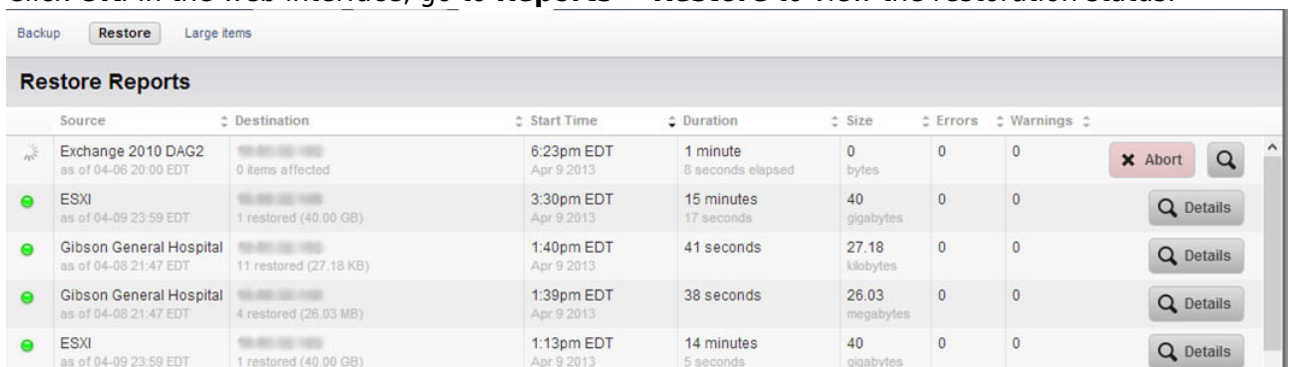 Click OK. In the web interface, go to Reports > Restore to view the restoration status.
Backup Restore Large items
Restore Reports
Source Destination Start Time Duration Size Errors Warnings
Exchange 2010 DAG2 6:23pm EDT 1 minute 0 0 0 Abort
as of 04-06 20:00 EDT 0 items affected Apr 9 2013 8 seconds elapsed bytes
ESXI 3:30pm EDT 15 minutes 40 0 0 Details
as of 04-09 23:59 EDT 1 restored (40.00 GB) Apr 9 2013 17 seconds gigabytes
Gibson General Hospital 1:40pm EDT 41 seconds 27.18 0 0 Details
as of 04-08 21:47 EDT 11 restored (27.18 KB) Apr 9 2013 kilobytes
Gibson General Hospital 1:39pm EDT 38 seconds 26.03 0 0 Details
as of 04-08 21:47 EDT 4 restored (26.03 MB) Apr 9 2013 megabytes
ESXI 1:13pm EDT 14 minutes 40 0 0 Details
as of 04-09 23:59 EDT 1 restored (40.00 GB) Apr 9 2013 5 seconds gigabytes